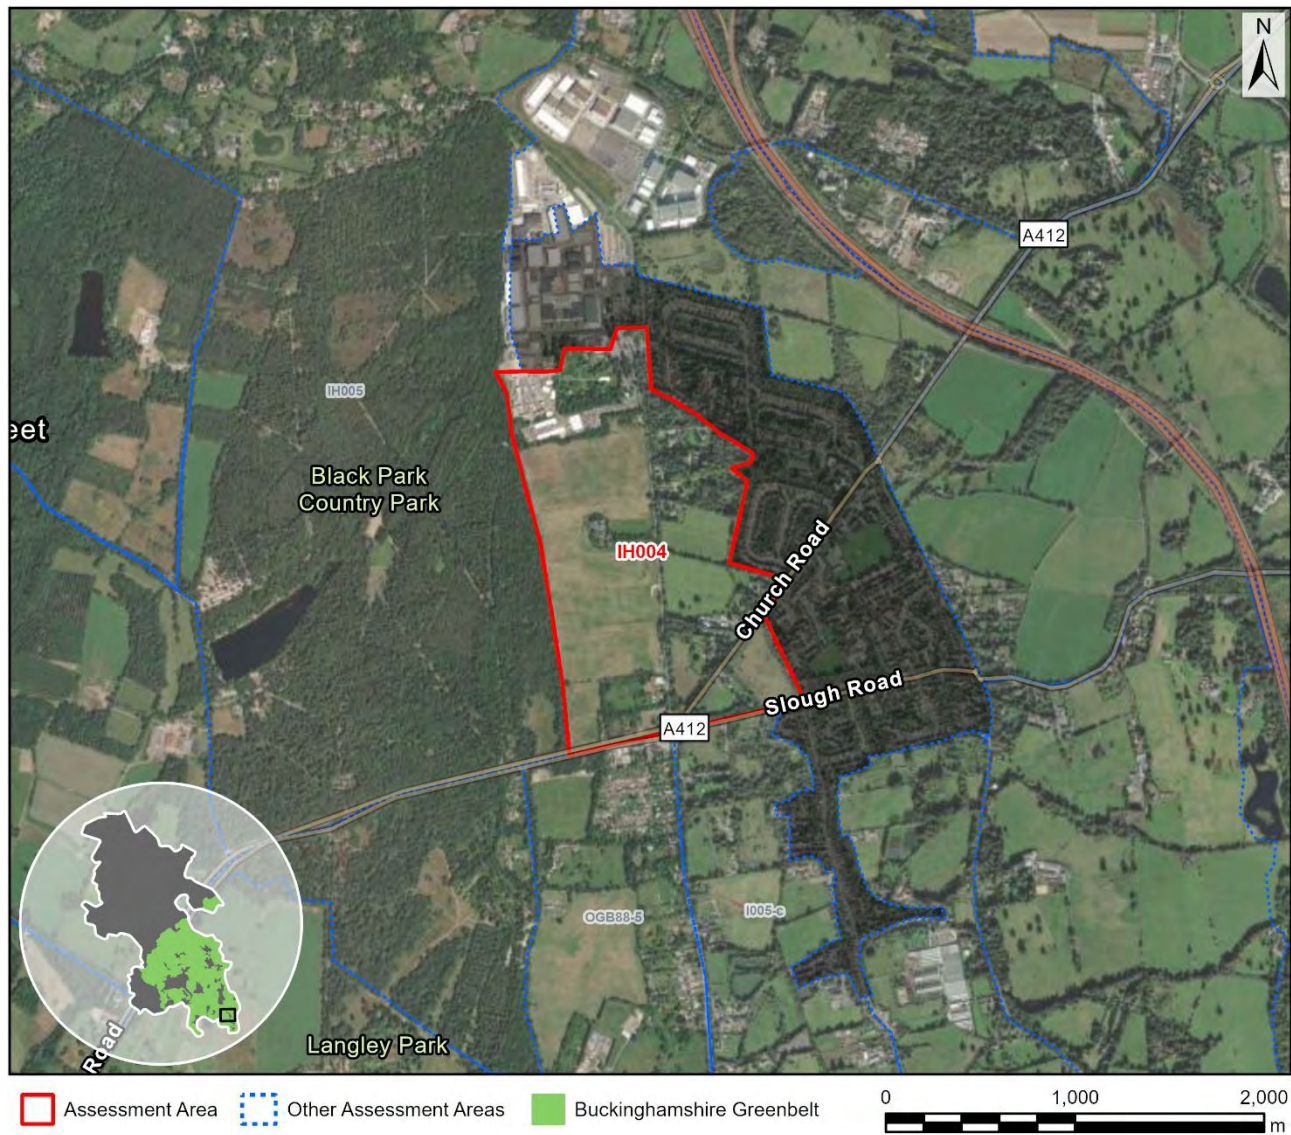 N
A412
IH005
eet
Black Park
Country Park
IH004
Church Road
Slough Road
A412
OGB88-5
I005-c
Road
Langley Park
Assessment Area
Other Assessment Areas
Buckinghamshire Greenbelt
0
1,000
2,000
m